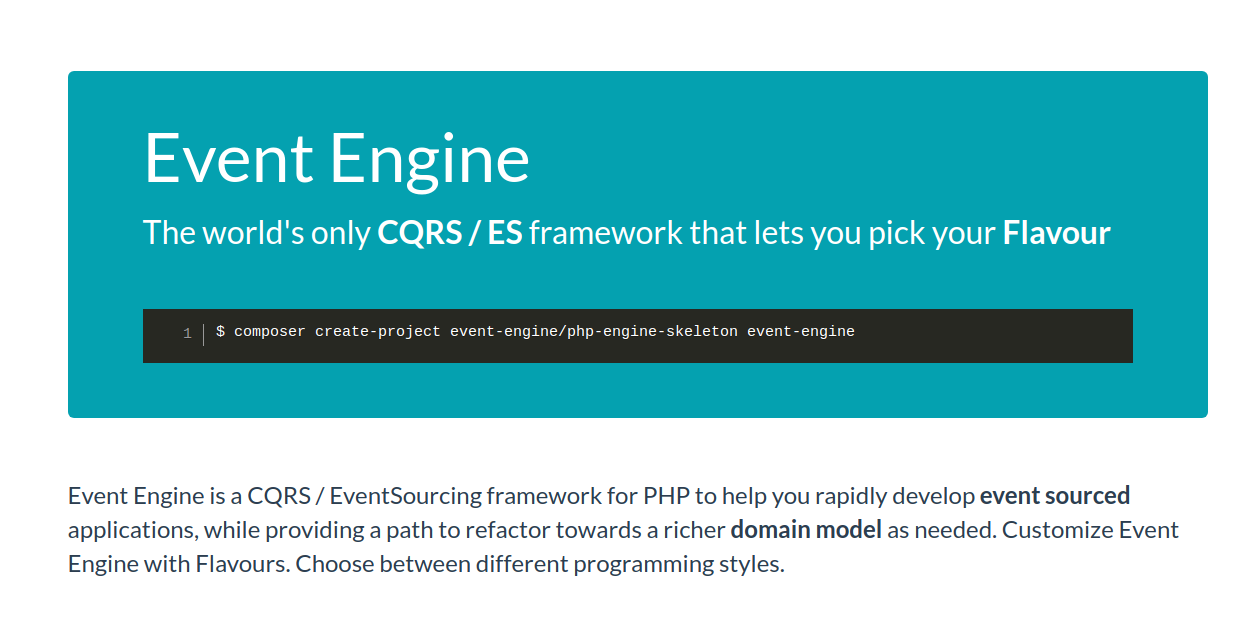 Event Engine
The world's only CQRS / ES framework that lets you pick your Flavour
1 $ composer create-project event-engine/php-engine-skeleton event-engine
Event Engine is a CQRS / EventSourcing framework for PHP to help you rapidly develop event sourced
applications, while providing a path to refactor towards a richer domain model as needed. Customize Event
Engine with Flavours. Choose between different programming styles.